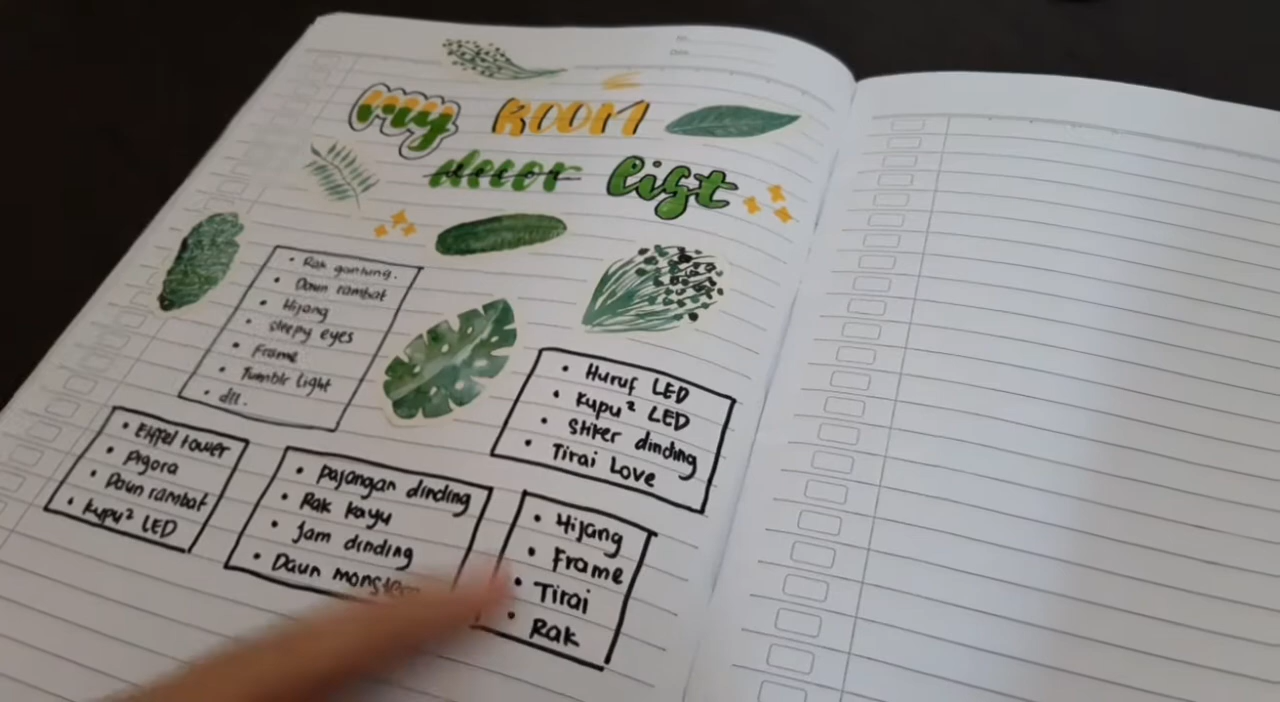 My ROOM
decor list
• Rak gantung.
• Daun rambat
• Hijang
• sleepy eyes
• Frame
• Tumblr light
• dll.
• Huruf LED
• Kupu² LED
• Stiker dinding
• Tirai Love
• Eiffel tower
• Pigora
• Daun rambat
• Kupu² LED
• Pajangan dinding
• Rak kayu
• Jam dinding
• Daun
• Hijang
• Frame
• Tirai
• Rak